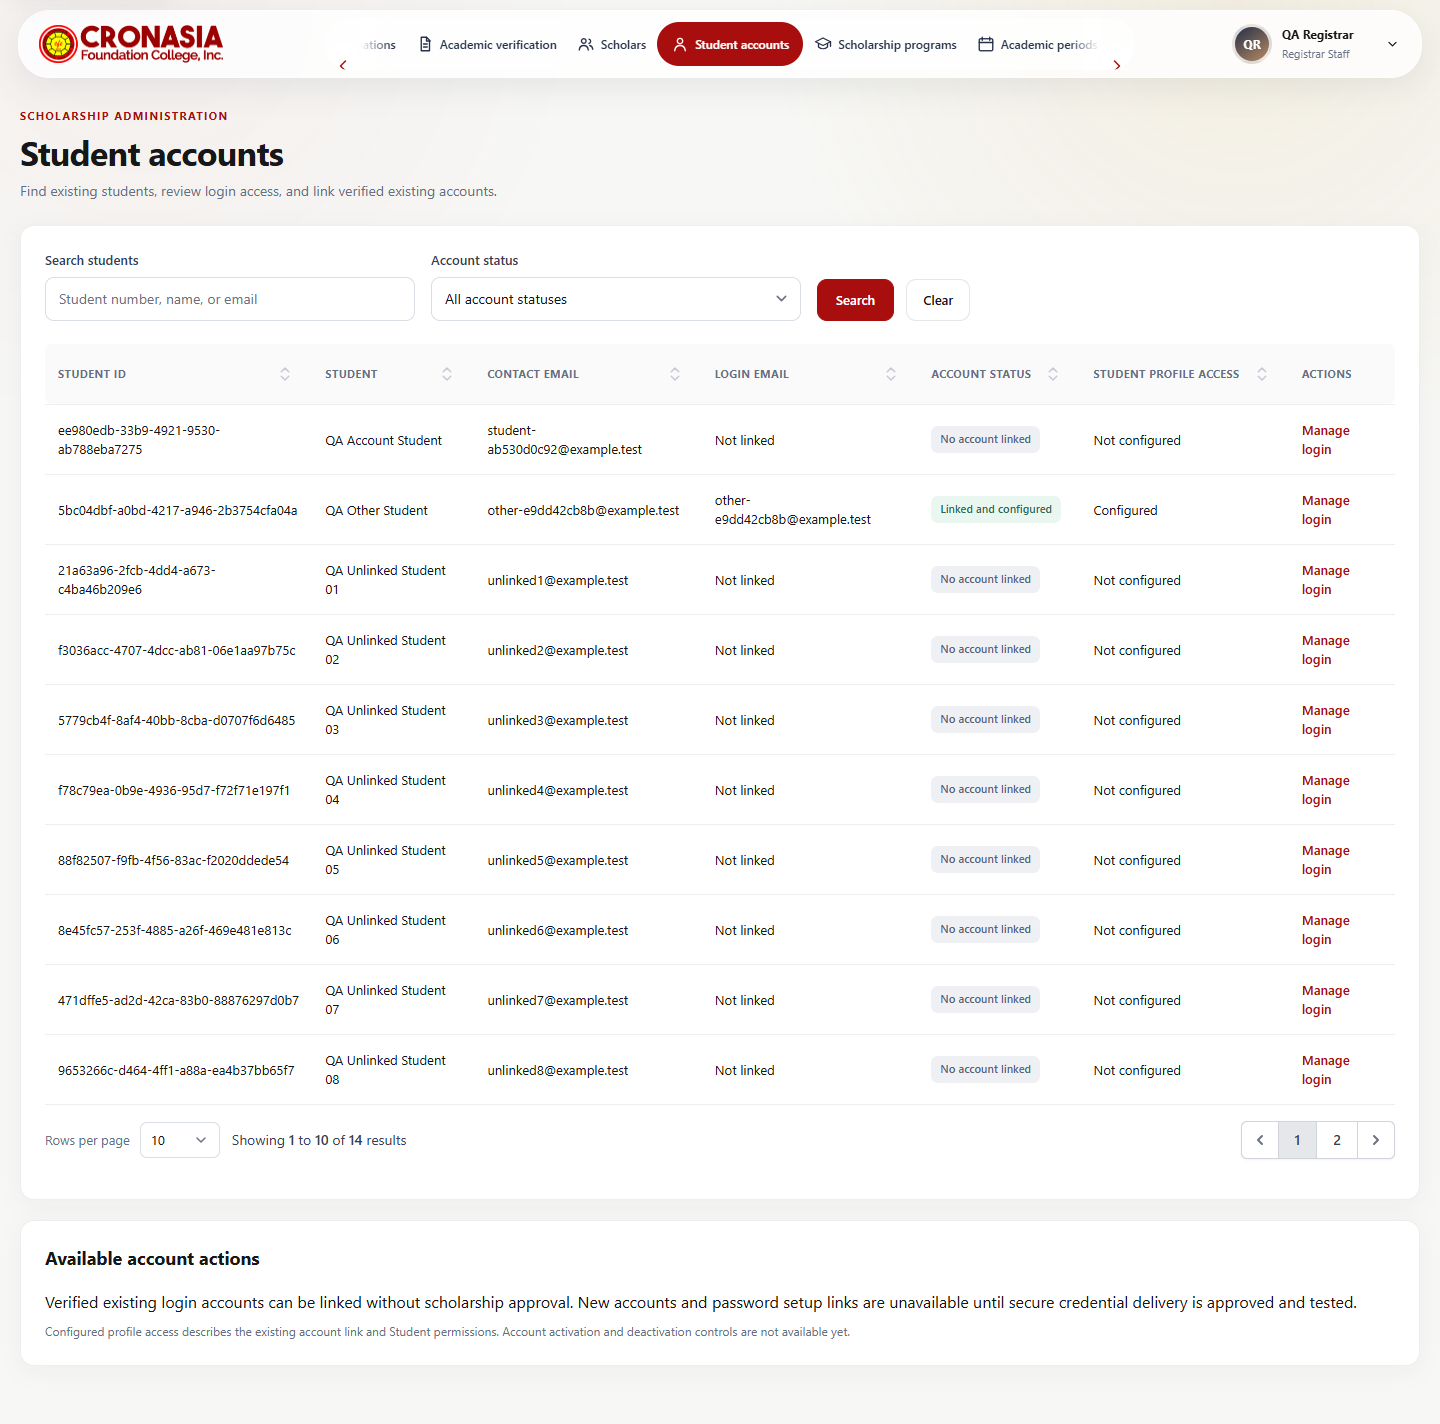 CRONASIA
Foundation College, Inc.
ations
Academic verification
Scholars
Student accounts
Scholarship programs
Academic periods
QR
QA Registrar
Registrar Staff
SCHOLARSHIP ADMINISTRATION
Student accounts
Find existing students, review login access, and link verified existing accounts.
Search students
Account status
Student number, name, or email
All account statuses
Search
Clear
STUDENT ID
STUDENT
CONTACT EMAIL
LOGIN EMAIL
ACCOUNT STATUS
STUDENT PROFILE ACCESS
ACTIONS
ee980edb-33b9-4921-9530-
ab788eba7275
QA Account Student
student-
ab530d0c92@example.test
Not linked
No account linked
Not configured
Manage
login
5bc04dbf-a0bd-4217-a946-2b3754cfa04a
QA Other Student
other-e9dd42cb8b@example.test
other-
e9dd42cb8b@example.test
Linked and configured
Configured
Manage
login
21a63a96-2fcb-4dd4-a673-
c4ba46b209e6
QA Unlinked Student
01
unlinked1@example.test
Not linked
No account linked
Not configured
Manage
login
f3036acc-4707-4dcc-ab81-06e1aa97b75c
QA Unlinked Student
02
unlinked2@example.test
Not linked
No account linked
Not configured
Manage
login
5779cb4f-8af4-40bb-8cba-d0707f6d6485
QA Unlinked Student
03
unlinked3@example.test
Not linked
No account linked
Not configured
Manage
login
f78c79ea-0b9e-4936-95d7-f72f71e197f1
QA Unlinked Student
04
unlinked4@example.test
Not linked
No account linked
Not configured
Manage
login
88f82507-f9fb-4f56-83ac-f2020ddede54
QA Unlinked Student
05
unlinked5@example.test
Not linked
No account linked
Not configured
Manage
login
8e45fc57-253f-4885-a26f-469e481e813c
QA Unlinked Student
06
unlinked6@example.test
Not linked
No account linked
Not configured
Manage
login
471dffe5-ad2d-42ca-83b0-88876297d0b7
QA Unlinked Student
07
unlinked7@example.test
Not linked
No account linked
Not configured
Manage
login
9653266c-d464-4ff1-a88a-ea4b37bb65f7
QA Unlinked Student
08
unlinked8@example.test
Not linked
No account linked
Not configured
Manage
login
Rows per page
10
Showing 1 to 10 of 14 results
1
2
Available account actions
Verified existing login accounts can be linked without scholarship approval. New accounts and password setup links are unavailable until secure credential delivery is approved and tested.
Configured profile access describes the existing account link and Student permissions. Account activation and deactivation controls are not available yet.